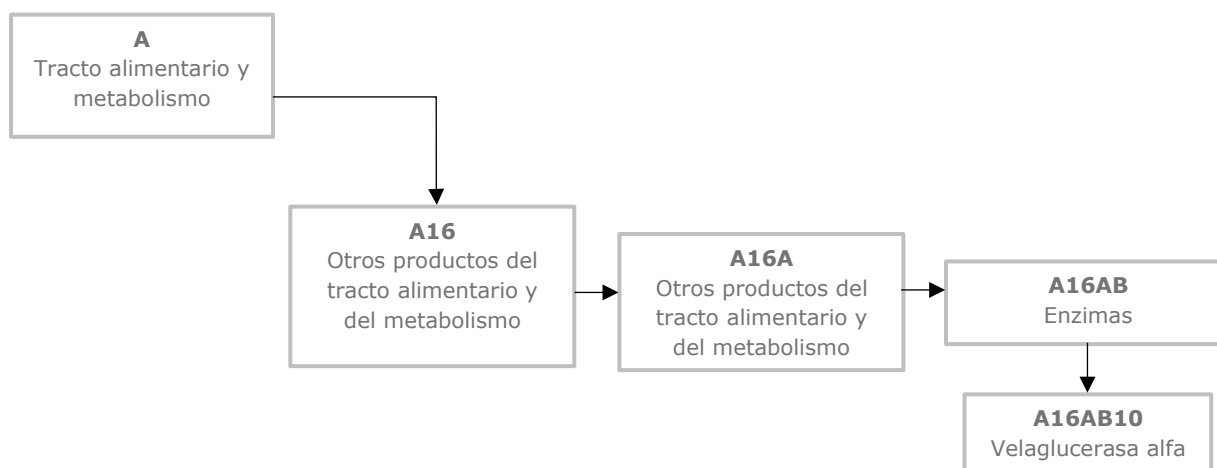 A
Tracto alimentario y
metabolismo
A16
Otros productos del
tracto alimentario y
del metabolismo
A16A
Otros productos del
tracto alimentario y
del metabolismo
A16AB
Enzimas
A16AB10
Velaglucerasa alfa